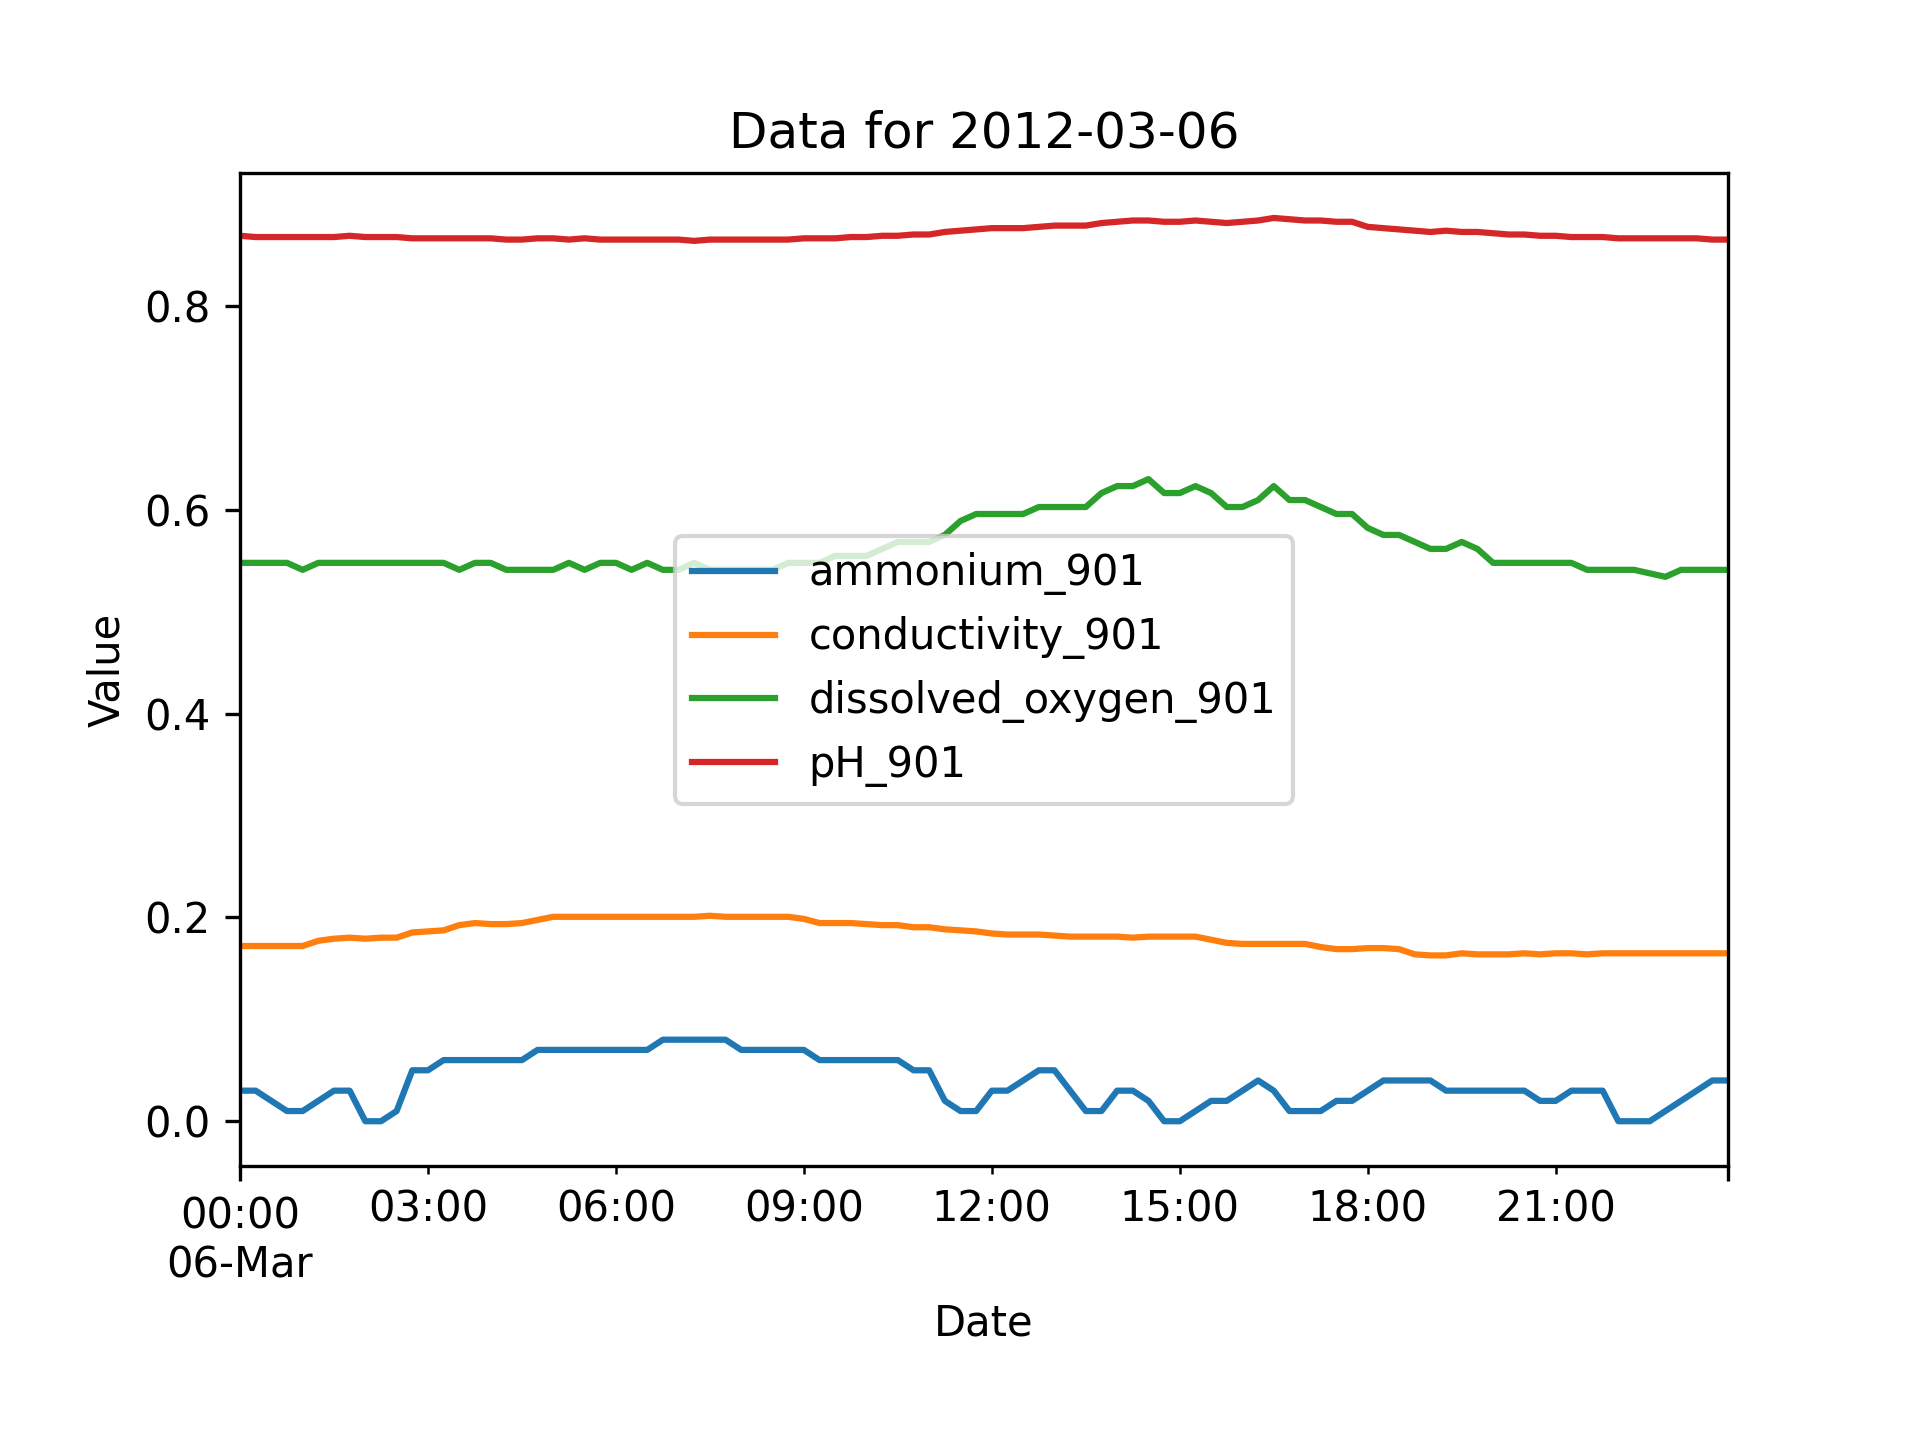 Data for 2012-03-06
Value
0.8
0.6
0.4
0.2
0.0
ammonium_901
conductivity_901
dissolved_oxygen_901
pH_901
00:00 03:00 06:00 09:00 12:00 15:00 18:00 21:00
06-Mar
Date